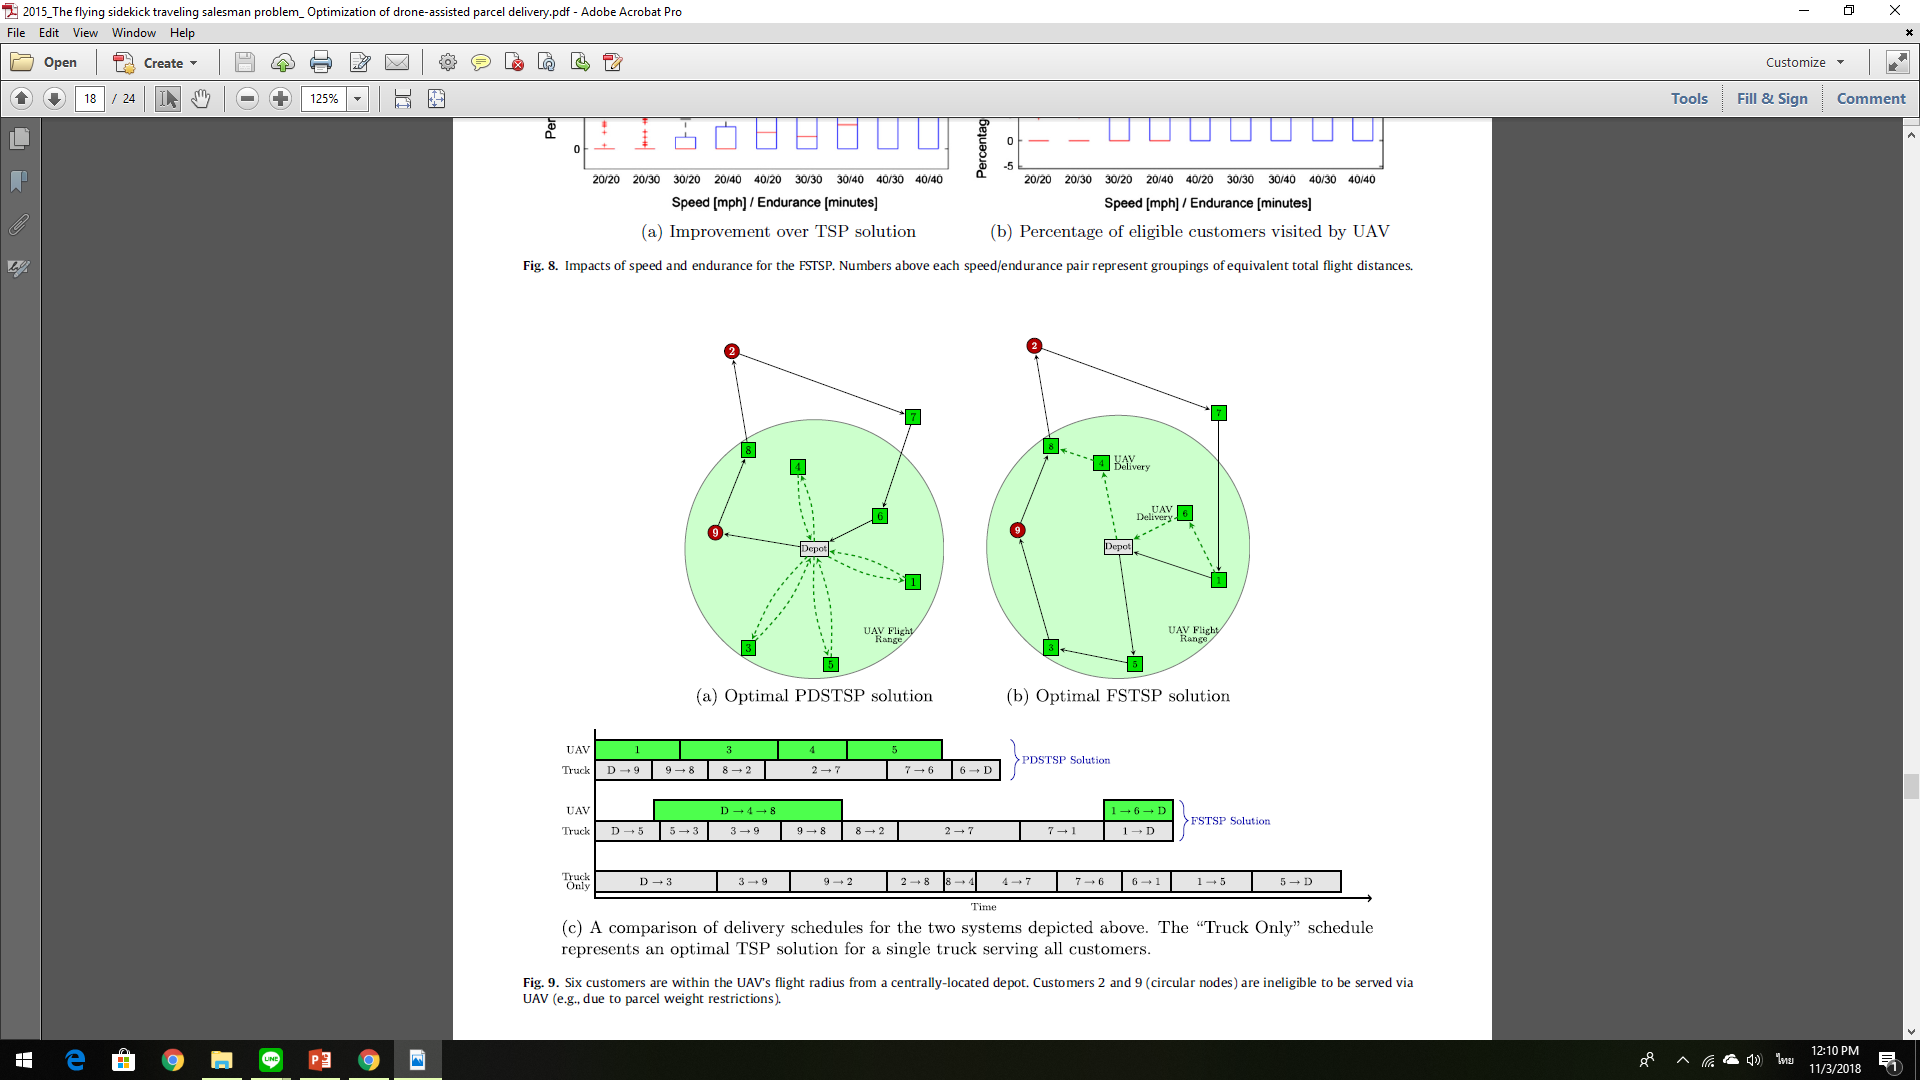 2015_The flying sidekick traveling salesman problem_ Optimization of drone-assisted parcel delivery.pdf - Adobe Acrobat Pro
File Edit View Window Help
Open Create Customize
18 / 24 125% Tools Fill & Sign Comment
Per
0
20/20 20/30 30/20 20/40 40/20 30/30 30/40 40/30 40/40
Speed [mph] / Endurance [minutes]
(a) Improvement over TSP solution
Percentag
0
-5
20/20 20/30 30/20 20/40 40/20 30/30 30/40 40/30 40/40
Speed [mph] / Endurance [minutes]
(b) Percentage of eligible customers visited by UAV
Fig. 8. Impacts of speed and endurance for the FSTSP. Numbers above each speed/endurance pair represent groupings of equivalent total flight distances.
2
7
8
4
6
9
Depot
1
UAV Flight
Range
3
5
(a) Optimal PDSTSP solution
2
7
8
4
UAV
Delivery
UAV
Delivery
6
9
Depot
1
UAV Flight
Range
3
5
(b) Optimal FSTSP solution
UAV 1 3 4 5
Truck D → 9 9 → 8 8 → 2 2 → 7 7 → 6 6 → D
PDSTSP Solution
UAV D → 4 → 8 1 → 6 → D
Truck D → 5 5 → 3 3 → 9 9 → 8 8 → 2 2 → 7 7 → 1 1 → D
FSTSP Solution
Truck
Only
D → 3 3 → 9 9 → 2 2 → 8 8 → 4 4 → 7 7 → 6 6 → 1 1 → 5 5 → D
Time
(c) A comparison of delivery schedules for the two systems depicted above. The “Truck Only” schedule
represents an optimal TSP solution for a single truck serving all customers.
Fig. 9. Six customers are within the UAV's flight radius from a centrally-located depot. Customers 2 and 9 (circular nodes) are ineligible to be served via
UAV (e.g., due to parcel weight restrictions).
LINE
ไทย
12:10 PM
11/3/2018
1